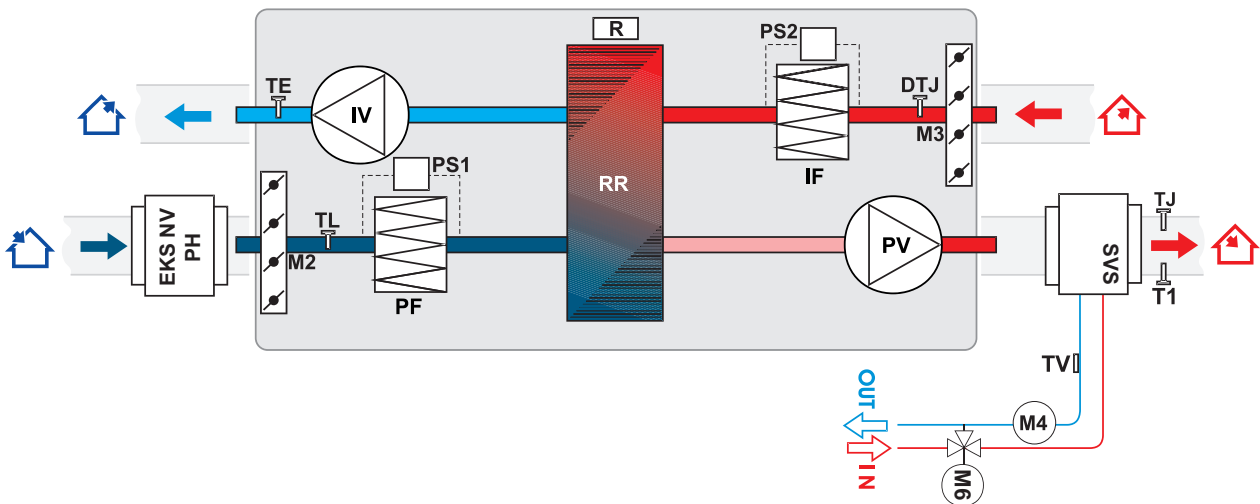 R
PS2
TE
IV
DTJ
M3
IF
RR
PS1
EKS NV
PH
TL
M2
PF
PV
TJ
SVS
T1
TV
OUT
M4
IN
M6